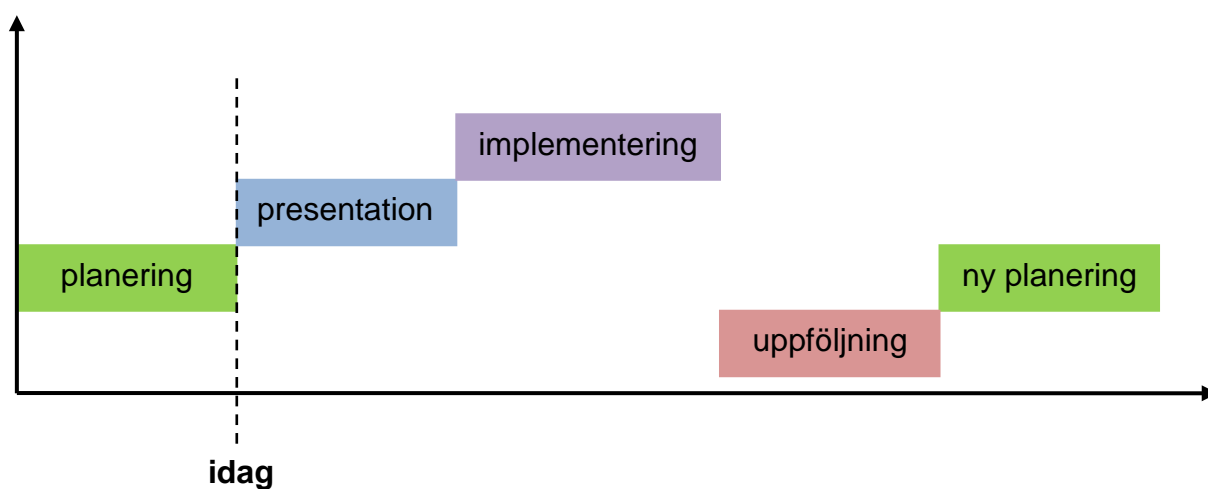 implementering
presentation
planering
ny planering
uppföljning
idag